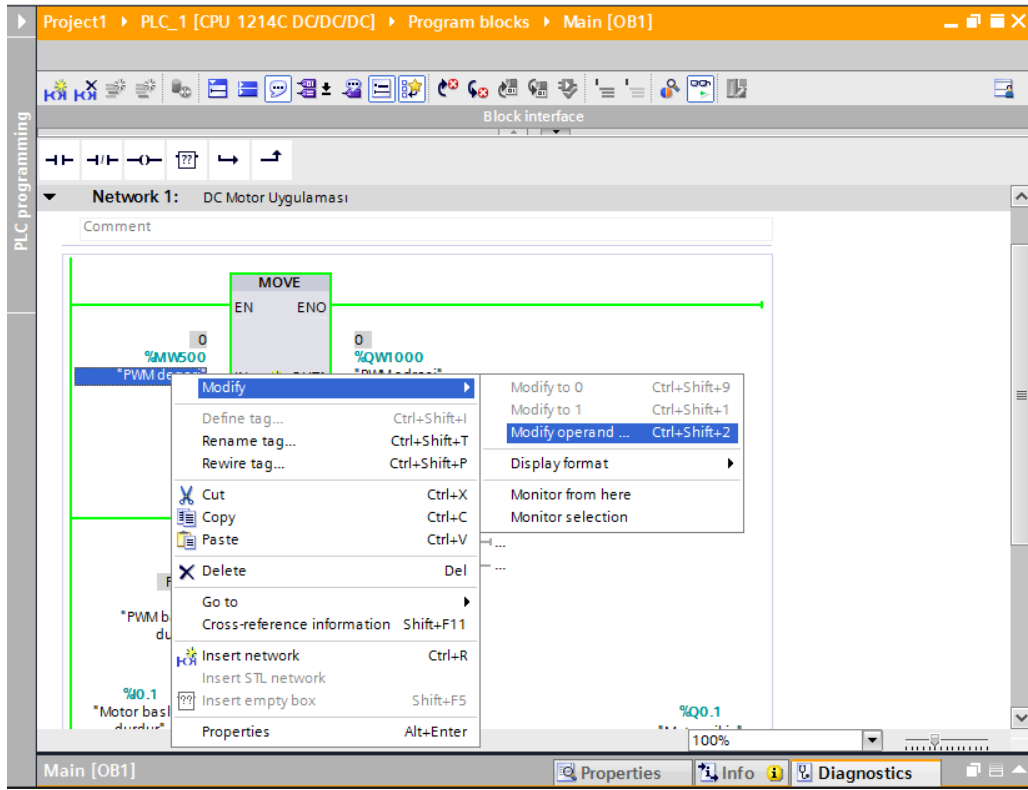 Project1 ▸ PLC_1 [CPU 1214C DC/DC/DC] ▸ Program blocks ▸ Main [OB1]
PLC programming
Block interface
??
Network 1: DC Motor Uygulaması
Comment
MOVE
EN ENO
0 0
%MW500 %QW1000
"PWM
Modify
Define tag... Ctrl+Shift+I
Rename tag... Ctrl+Shift+T
Rewire tag... Ctrl+Shift+P
Cut Ctrl+X
Copy Ctrl+C
Paste Ctrl+V
Delete Del
Go to
Cross-reference information Shift+F11
Insert network Ctrl+R
Insert STL network
Insert empty box Shift+F5
Properties Alt+Enter
Modify to 0 Ctrl+Shift+9
Modify to 1 Ctrl+Shift+1
Modify operand ... Ctrl+Shift+2
Display format
Monitor from here
Monitor selection
...
...
"PWM
%I0.1
"Motor
%Q0.1
100%
Main [OB1]
Properties Info Diagnostics